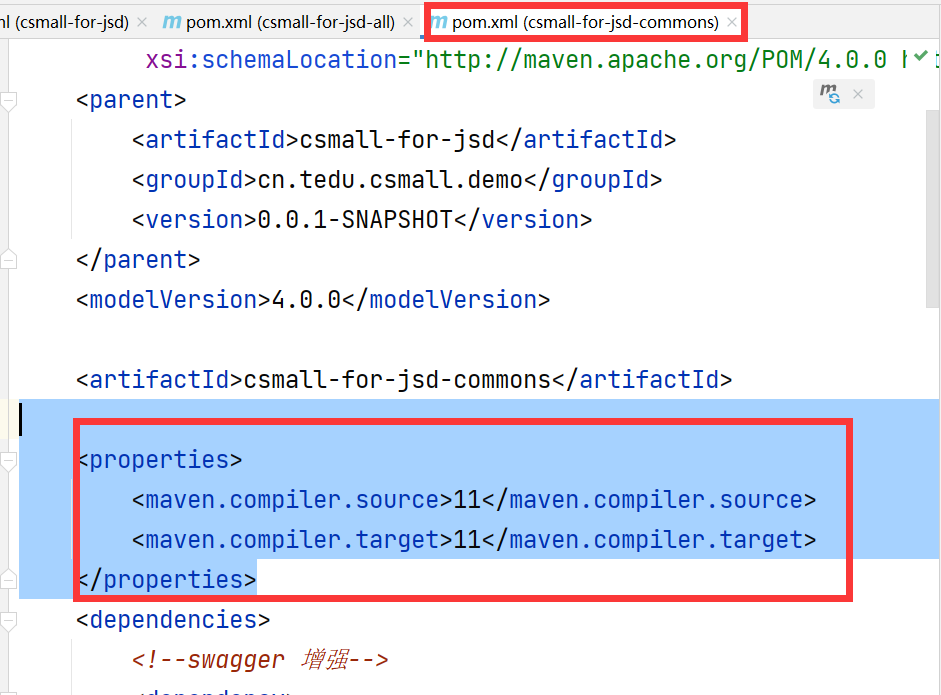 nl (csmall-for-jsd) × m pom.xml (csmall-for-jsd-all) × m pom.xml (csmall-for-jsd-commons) ×
xsi:schemaLocation="http://maven.apache.org/POM/4.0.0
<parent>
<artifactId>csmall-for-jsd</artifactId>
<groupId>cn.tedu.csmall.demo</groupId>
<version>0.0.1-SNAPSHOT</version>
</parent>
<modelVersion>4.0.0</modelVersion>
<artifactId>csmall-for-jsd-commons</artifactId>
<properties>
<maven.compiler.source>11</maven.compiler.source>
<maven.compiler.target>11</maven.compiler.target>
</properties>
<dependencies>
<!--swagger 增强-->
<dependency>